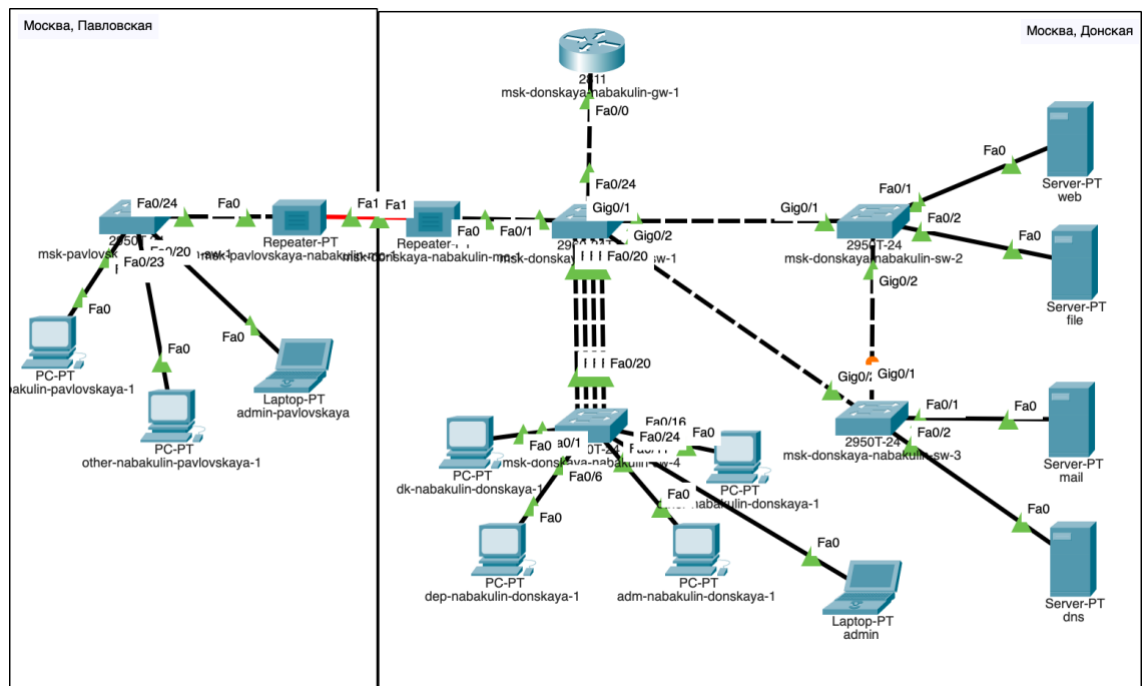 Москва, Павловская
Москва, Донская
msk-donskaya-nabakulin-gw-1
Fa0/0
Fa0/24
Gig0/1
Gig0/2
Fa0/1
Fa0/24
Fa0
Fa1
Fa1
Fa0
Repeater-PT
Fa0/23
Fa0
PC-PT
Fa0
PC-PT
other-nabakulin-pavlovskaya-1
Laptop-PT
admin-pavlovskaya
Fa0
Fa0/20
Fa0/20
Gig0/1
Fa0/1
Fa0/2
2950T-24
msk-donskaya-nabakulin-sw-2
Gig0/2
Fa0
Server-PT
web
Fa0
Server-PT
file
Gig0/1
Fa0/1
Fa0/2
2950T-24
msk-donskaya-nabakulin-sw-3
Fa0
Server-PT
mail
Fa0
Server-PT
dns
Fa0/16
Fa0/24
Fa0
Fa0
Fa0/6
PC-PT
dk-nabakulin-donskaya-1
PC-PT
Fa0
PC-PT
dep-nabakulin-donskaya-1
Fa0
PC-PT
adm-nabakulin-donskaya-1
Fa0
Laptop-PT
admin